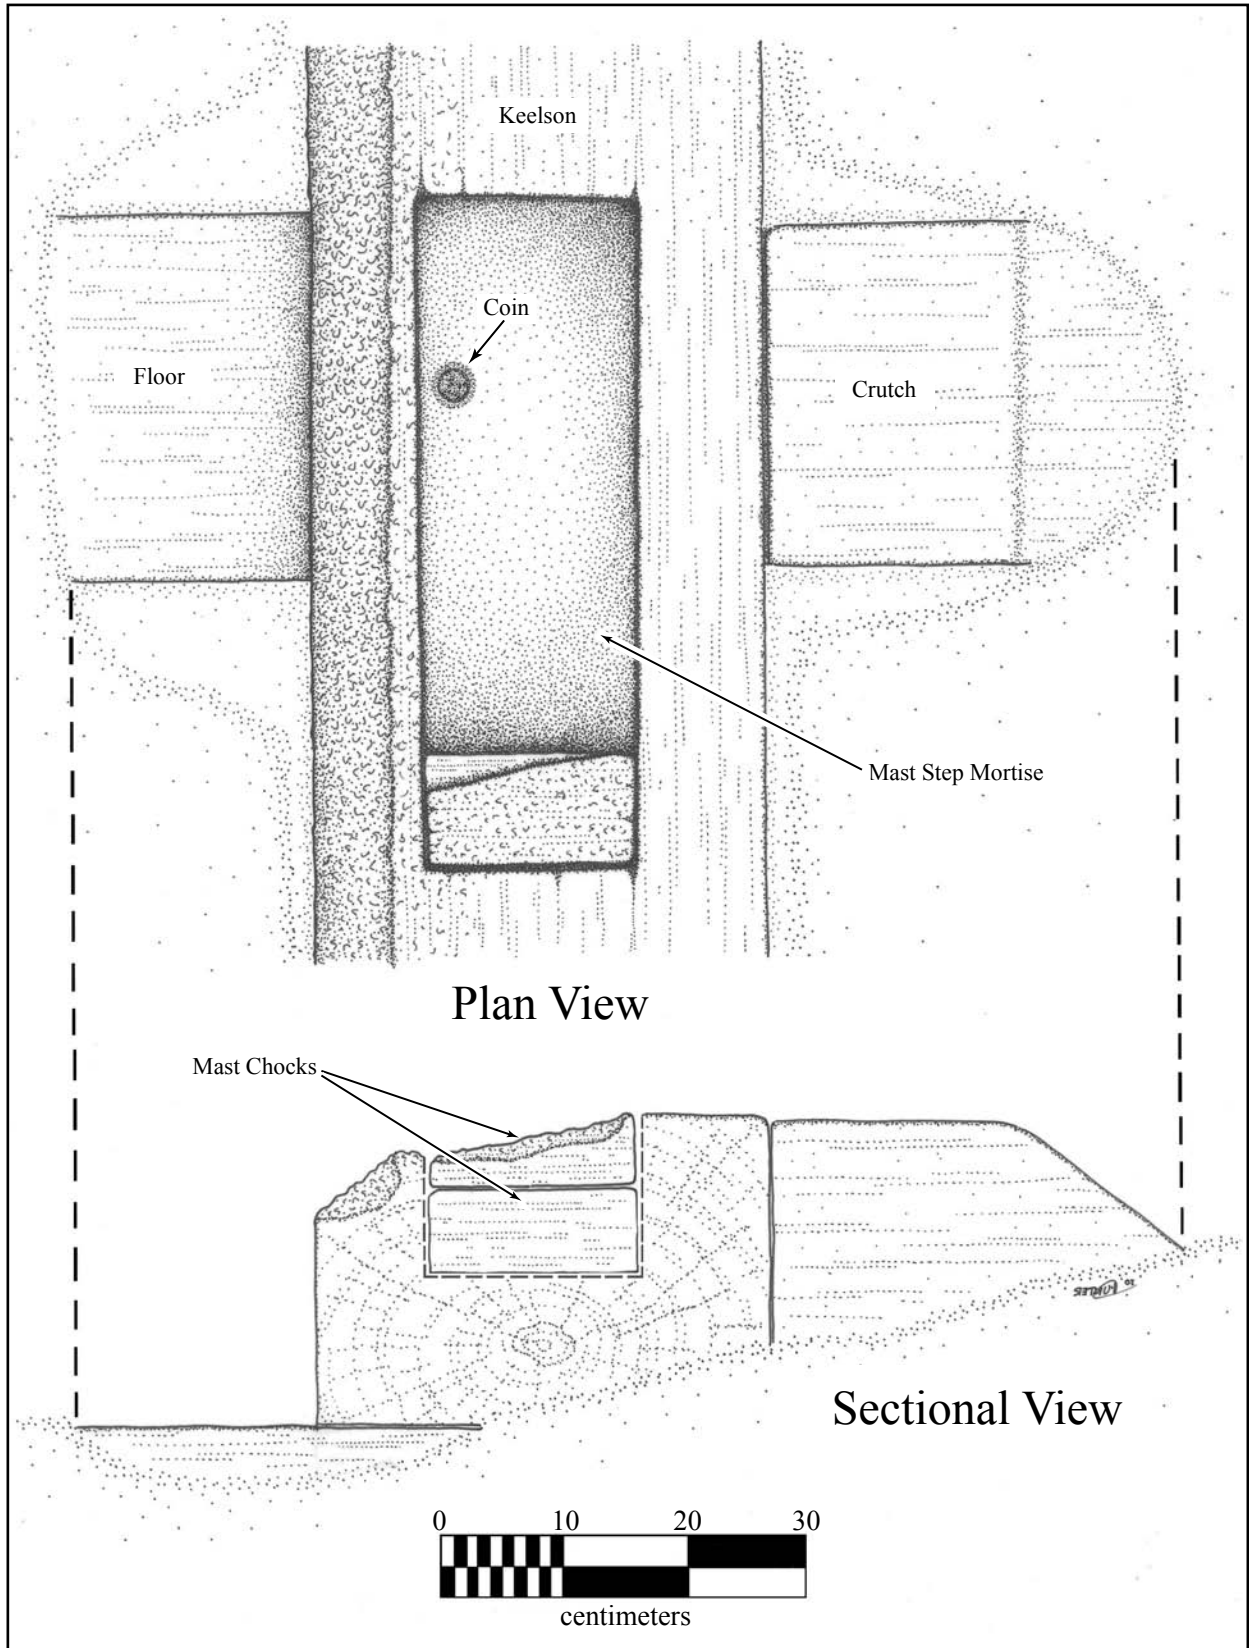 Keelson
Coin
Floor
Crutch
Mast Step Mortise
Plan View
Mast Chocks
Sectional View
0 10 20 30
centimeters